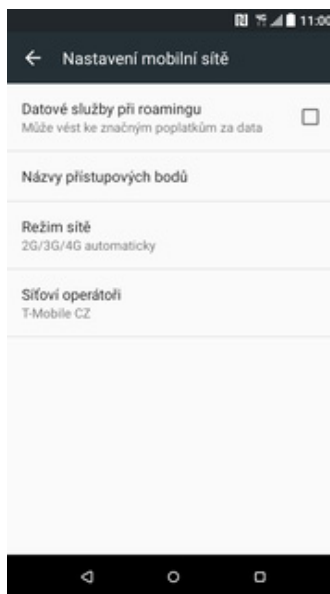 11:00
Nastavení mobilní sítě
Datové služby při roamingu
Může vést ke značným poplatkům za data
Názvy přístupových bodů
Režim sítě
2G/3G/4G automaticky
Síťoví operátoři
T-Mobile CZ